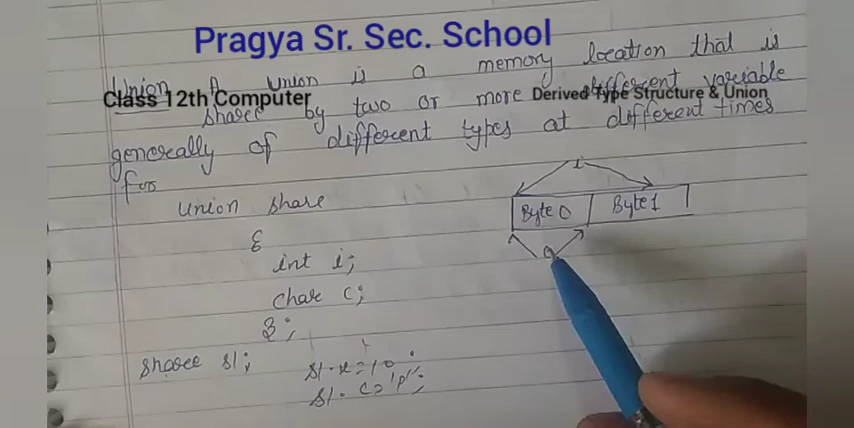 Pragya Sr. Sec. School
Union A union is a memory location that is
Class 12th Computer
Derived Type Structure & Union
by two or more different variable
generally of different types at different times
for
Union share
{
int i;
char c;
};
i
Byte 0 Byte 1
share s1;
s1.c='p';